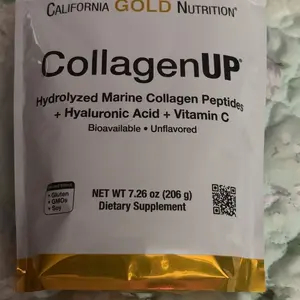 CALIFORNIA GOLD NUTRITION®
CollagenUP®
Hydrolyzed Marine Collagen Peptides
+ Hyaluronic Acid + Vitamin C
Bioavailable • Unflavored
• Gluten
• GMOs
• Soy
NET WT 7.26 oz (206 g)
Dietary Supplement